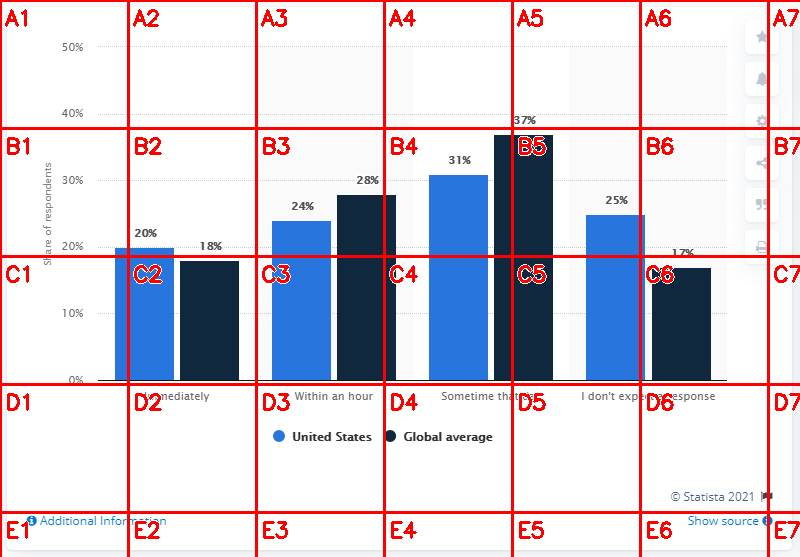 50%
40%
30%
20%
10%
0%
Share of respondents
20%
18%
24%
28%
31%
37%
25%
17%
Within an hour
Sometime
I don't
United States
Global average
© Statista 2021
Additional Information
Show source
A1 A2 A3 A4 A5 A6 A7
B1 B2 B3 B4 B5 B6 B7
C1 C2 C3 C4 C5 C6 C7
D1 D2 D3 D4 D5 D6 D7
E1 E2 E3 E4 E5 E6 E7